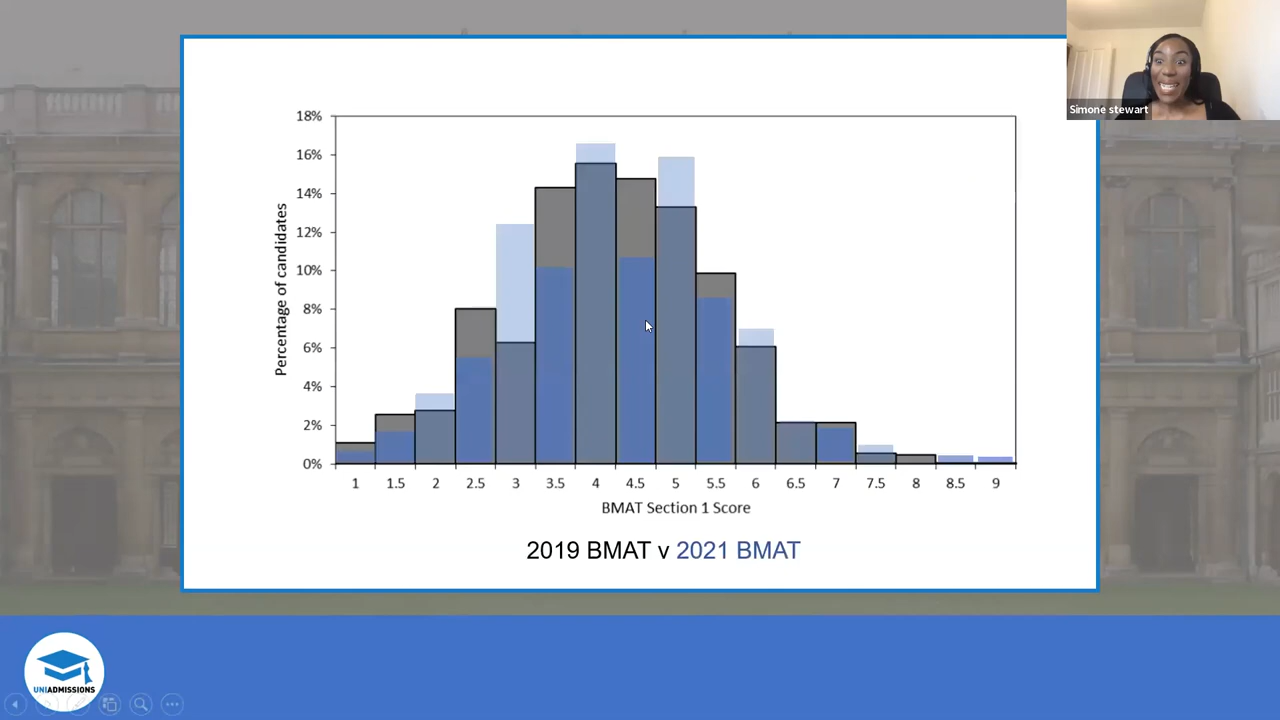 Simone stewart
18%
16%
14%
12%
10%
8%
6%
4%
2%
0%
Percentage of candidates
1 1.5 2 2.5 3 3.5 4 4.5 5 5.5 6 6.5 7 7.5 8 8.5 9
BMAT Section 1 Score
2019 BMAT v 2021 BMAT
UNIADMISSIONS